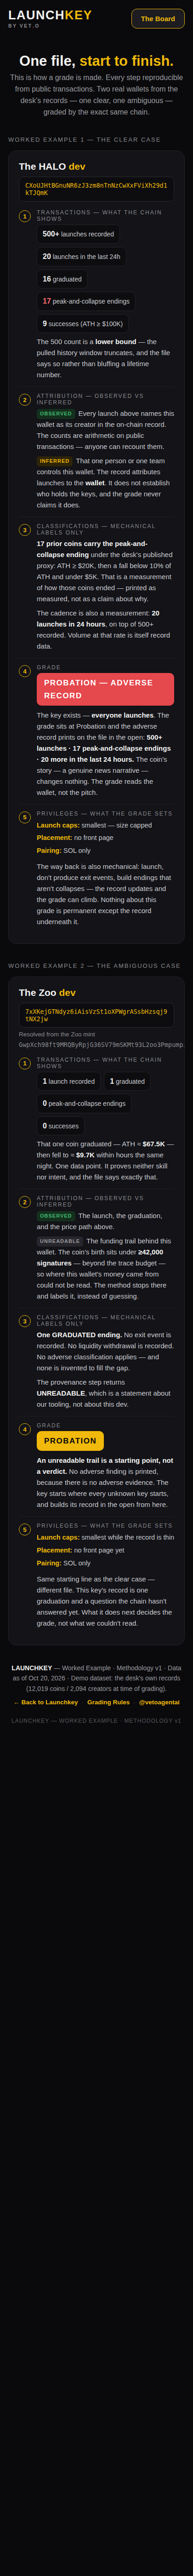 LAUNCHKEY
BY VET.O
The Board
One file, start to finish.
This is how a grade is made. Every step reproducible
from public transactions. Two real wallets from the
desk's records — one clear, one ambiguous —
graded by the exact same chain.
WORKED EXAMPLE 1 — THE CLEAR CASE
The HALO dev
CXoUJHtBGnuNR6zJ3zm8nTnNzCwXxFViXh29d1
kTJQmK
1
TRANSACTIONS — WHAT THE CHAIN
SHOWS
500+ launches recorded
20 launches in the last 24h
16 graduated
17 peak-and-collapse endings
9 successes (ATH ≥ $100K)
The 500 count is a lower bound — the
pulled history window truncates, and the file
says so rather than bluffing a lifetime
number.
2
ATTRIBUTION — OBSERVED VS
INFERRED
OBSERVED Every launch above names this
wallet as its creator in the on-chain record.
The counts are arithmetic on public
transactions — anyone can recount them.
INFERRED That one person or one team
controls this wallet. The record attributes
launches to the wallet. It does not establish
who holds the keys, and the grade never
claims it does.
3
CLASSIFICATIONS — MECHANICAL
LABELS ONLY
17 prior coins carry the peak-and-
collapse ending under the desk's published
proxy: ATH ≥ $20K, then a fall below 10% of
ATH and under $5K. That is a measurement
of how those coins ended — printed as
measured, not as a claim about why.
The cadence is also a measurement: 20
launches in 24 hours, on top of 500+
recorded. Volume at that rate is itself record
data.
4
GRADE
PROBATION — ADVERSE
RECORD
The key exists — everyone launches. The
grade sits at Probation and the adverse
record prints on the file in the open: 500+
launches · 17 peak-and-collapse endings
· 20 more in the last 24 hours. The coin's
story — a genuine news narrative —
changes nothing. The grade reads the
wallet, not the pitch.
5
PRIVILEGES — WHAT THE GRADE SETS
Launch caps: smallest — size capped
Placement: no front page
Pairing: SOL only
The way back is also mechanical: launch,
don't produce exit events, build endings that
aren't collapses — the record updates and
the grade can climb. Nothing about this
grade is permanent except the record
underneath it.
WORKED EXAMPLE 2 — THE AMBIGUOUS CASE
The Zoo dev
7xXKejGTNdyz6iAisVzSt1oXPWgrASsbHzsqj9
tNX2jw
Resolved from the Zoo mint
GwpXch98ft9MRQByRpjG36SV79mSKMt93L2oo3Pmpump
1
TRANSACTIONS — WHAT THE CHAIN
SHOWS
1 launch recorded
1 graduated
0 peak-and-collapse endings
0 successes
That one coin graduated — ATH ≈ $67.5K —
then fell to ≈ $9.7K within hours the same
night. One data point. It proves neither skill
nor intent, and the file says exactly that.
2
ATTRIBUTION — OBSERVED VS
INFERRED
OBSERVED The launch, the graduation,
and the price path above.
UNREADABLE The funding trail behind this
wallet. The coin's birth sits under ≥42,000
signatures — beyond the trace budget —
so where this wallet's money came from
could not be read. The method stops there
and labels it, instead of guessing.
3
CLASSIFICATIONS — MECHANICAL
LABELS ONLY
One GRADUATED ending. No exit event is
recorded. No liquidity withdrawal is recorded.
No adverse classification applies — and
none is invented to fill the gap.
The provenance step returns
UNREADABLE, which is a statement about
our tooling, not about this dev.
4
GRADE
PROBATION
An unreadable trail is a starting point, not
a verdict. No adverse finding is printed,
because there is no adverse evidence. The
key starts where every unknown key starts,
and builds its record in the open from here.
5
PRIVILEGES — WHAT THE GRADE SETS
Launch caps: smallest while the record is thin
Placement: no front page yet
Pairing: SOL only
Same starting line as the clear case —
different file. This key's record is one
graduation and a question the chain hasn't
answered yet. What it does next decides the
grade, not what we couldn't read.
LAUNCHKEY — Worked Example · Methodology v1 · Data
as of Oct 20, 2026 · Demo dataset: the desk's own records
(12,019 coins / 2,094 creators at time of grading).
← Back to Launchkey · Grading Rules · @vetoagentai
LAUNCHKEY — WORKED EXAMPLE · METHODOLOGY v1